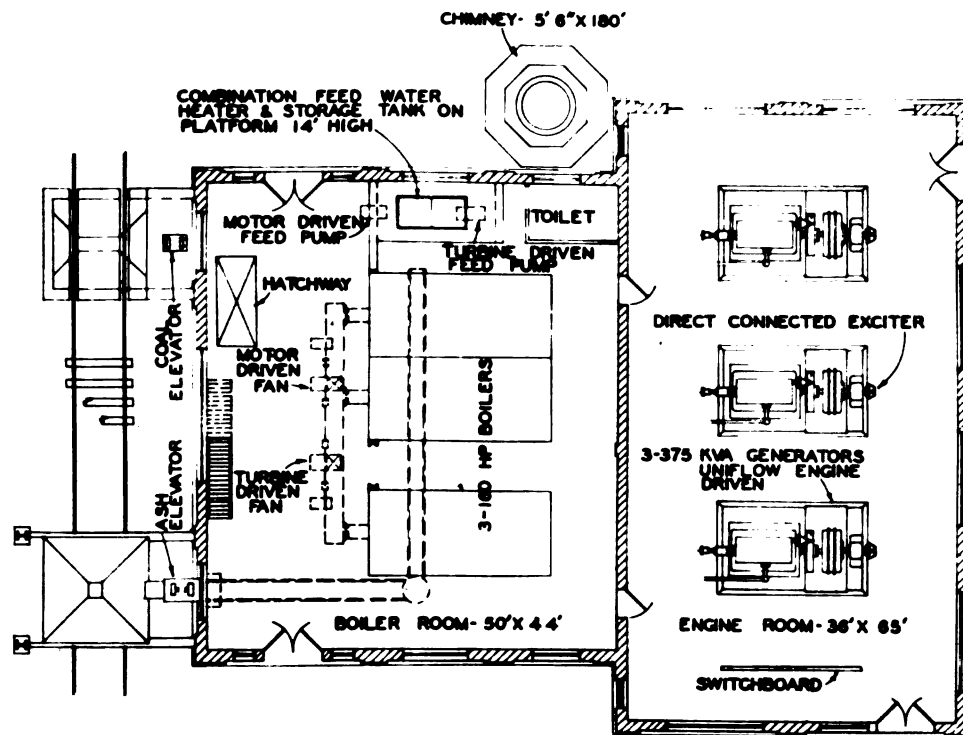 CHIMNEY- 5' 6" X 180'
COMBINATION FEED WATER
HEATER & STORAGE TANK ON
PLATFORM 14' HIGH
MOTOR DRIVEN
FEED PUMP
TOILET
TURBINE DRIVEN
FEED PUMP
HATCHWAY
COAL
ELEVATOR
MOTOR
DRIVEN
FAN
DIRECT CONNECTED EXCITER
3-160 HP BOILERS
3-375 KVA GENERATORS
UNIFLOW ENGINE
DRIVEN
TURBINE
DRIVEN
FAN
ASH
ELEVATOR
BOILER ROOM- 50' X 44'
ENGINE ROOM- 36' X 65'
SWITCHBOARD